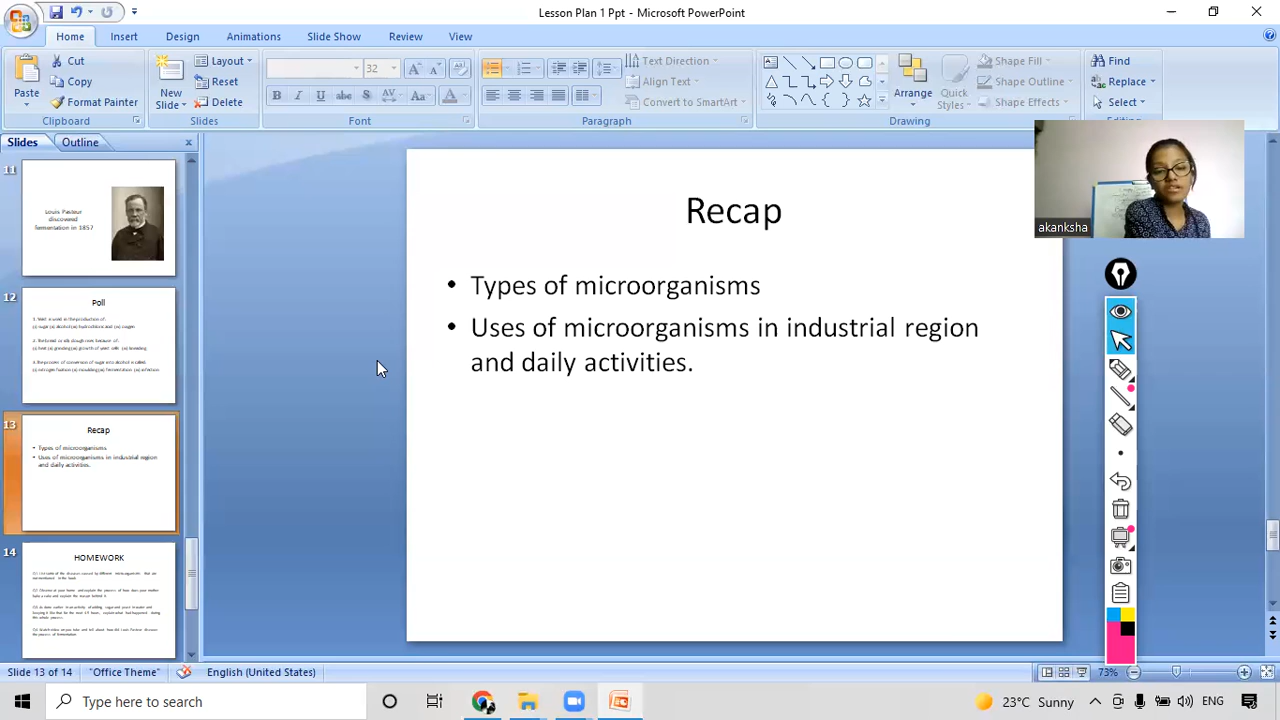 Lesson Plan 1 Ppt - Microsoft PowerPoint
Home Insert Design Animations Slide Show Review View
Cut
Copy
Format Painter
Paste
Clipboard
New
Slide
Layout
Reset
Delete
Slides
32
B I U abc S AV Aa A
Font
Text Direction
Align Text
Convert to SmartArt
Paragraph
Arrange
Quick
Styles
Shape Fill
Shape Outline
Shape Effects
Drawing
Find
Replace
Select
Editing
Slides Outline
11
Louis Pasteur
discovered
fermentation in 1857
12
Poll
13
Recap
• Types of microorganisms
• Uses of microorganisms in industrial region
and daily activities.
14
HOMEWORK
Recap
• Types of microorganisms
• Uses of microorganisms in industrial region
and daily activities.
akanksha
Slide 13 of 14
"Office Theme"
English (United States)
73%
Type here to search
23°C Sunny
ENG